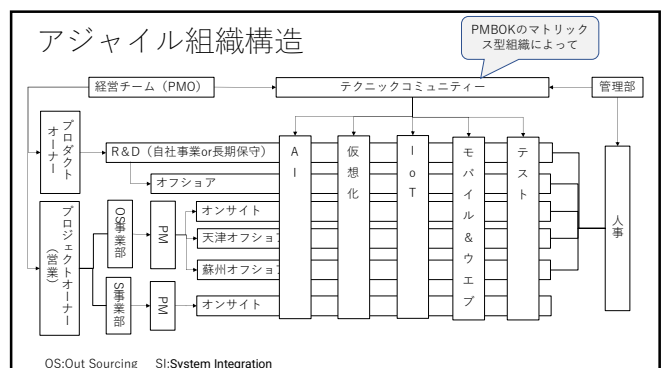 アジャイル組織構造
PMBOKのマトリック
ス型組織によって
経営チーム（PMO）
テクニックコミュニティー
管理部
プロダクト
オーナー
R＆D（自社事業or長期保守）
オフショア
AI
仮想化
IoT
モバイル＆ウエブ
テスト
人事
プロジェクトオーナー
（営業）
OS事業部
PM
オンサイト
天津オフショ
蘇州オフショ
S事業部
PM
オンサイト
OS:Out Sourcing SI:System Integration